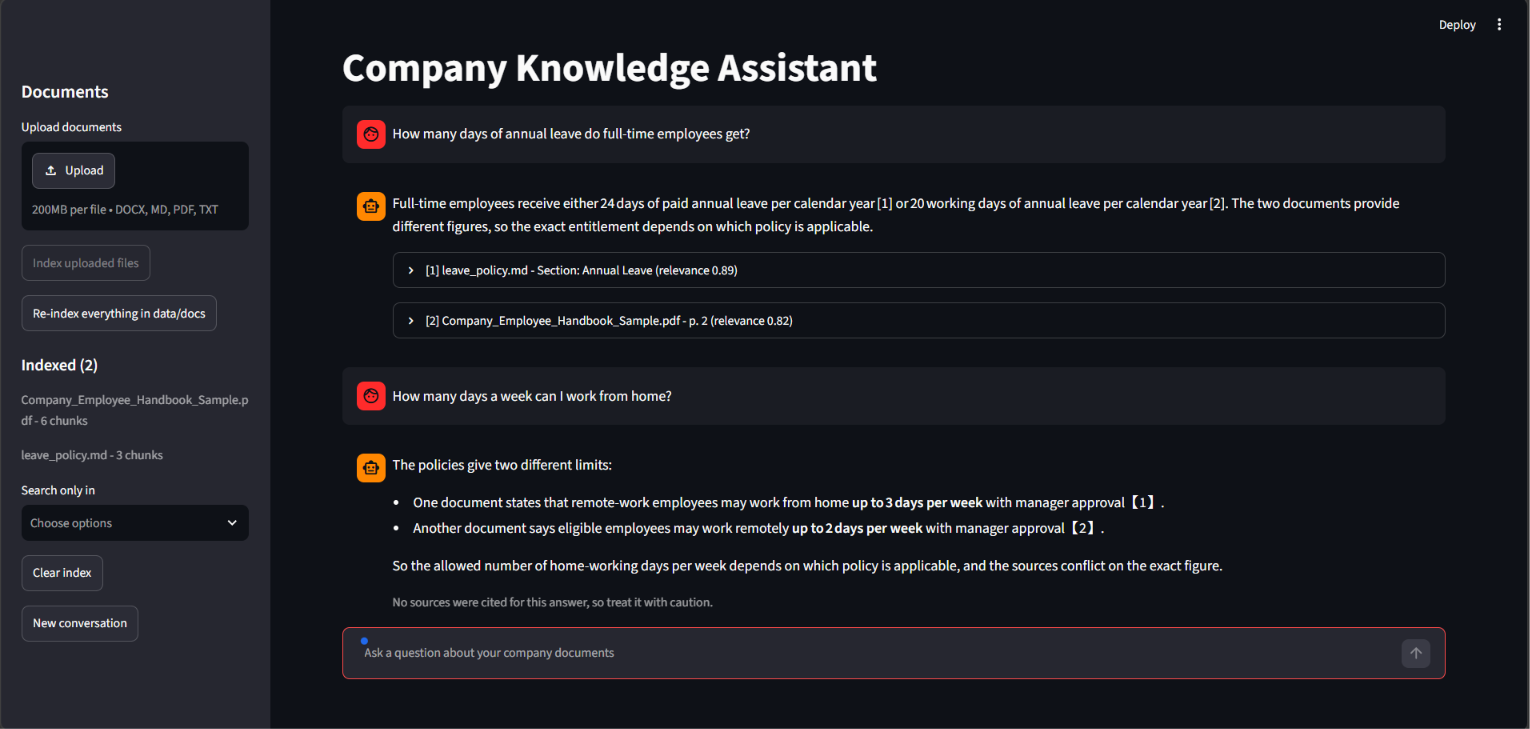 Deploy
Documents
Upload documents
Upload
200MB per file • DOCX, MD, PDF, TXT
Index uploaded files
Re-index everything in data/docs
Indexed (2)
Company_Employee_Handbook_Sample.p
df - 6 chunks
leave_policy.md - 3 chunks
Search only in
Choose options
Clear index
New conversation
Company Knowledge Assistant
How many days of annual leave do full-time employees get?
Full-time employees receive either 24 days of paid annual leave per calendar year [1] or 20 working days of annual leave per calendar year [2]. The two documents provide
different figures, so the exact entitlement depends on which policy is applicable.
[1] leave_policy.md - Section: Annual Leave (relevance 0.89)
[2] Company_Employee_Handbook_Sample.pdf - p. 2 (relevance 0.82)
How many days a week can I work from home?
The policies give two different limits:
• One document states that remote-work employees may work from home up to 3 days per week with manager approval【1】.
• Another document says eligible employees may work remotely up to 2 days per week with manager approval【2】.
So the allowed number of home-working days per week depends on which policy is applicable, and the sources conflict on the exact figure.
No sources were cited for this answer, so treat it with caution.
Ask a question about your company documents